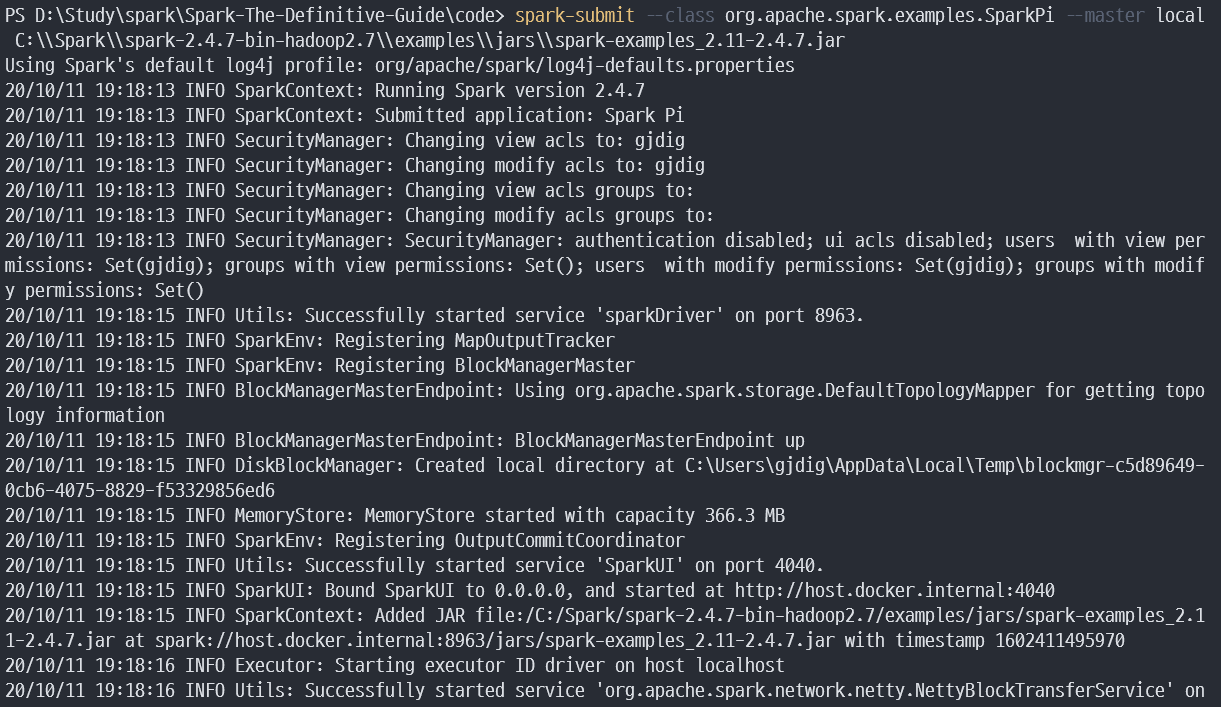 PS D:\Study\spark\Spark-The-Definitive-Guide\code> spark-submit --class org.apache.spark.examples.SparkPi --master local
 C:\\Spark\\spark-2.4.7-bin-hadoop2.7\\examples\\jars\\spark-examples_2.11-2.4.7.jar
Using Spark's default log4j profile: org/apache/spark/log4j-defaults.properties
20/10/11 19:18:13 INFO SparkContext: Running Spark version 2.4.7
20/10/11 19:18:13 INFO SparkContext: Submitted application: Spark Pi
20/10/11 19:18:13 INFO SecurityManager: Changing view acls to: gjdig
20/10/11 19:18:13 INFO SecurityManager: Changing modify acls to: gjdig
20/10/11 19:18:13 INFO SecurityManager: Changing view acls groups to:
20/10/11 19:18:13 INFO SecurityManager: Changing modify acls groups to:
20/10/11 19:18:13 INFO SecurityManager: SecurityManager: authentication disabled; ui acls disabled; users  with view per
missions: Set(gjdig); groups with view permissions: Set(); users  with modify permissions: Set(gjdig); groups with modif
y permissions: Set()
20/10/11 19:18:15 INFO Utils: Successfully started service 'sparkDriver' on port 8963.
20/10/11 19:18:15 INFO SparkEnv: Registering MapOutputTracker
20/10/11 19:18:15 INFO SparkEnv: Registering BlockManagerMaster
20/10/11 19:18:15 INFO BlockManagerMasterEndpoint: Using org.apache.spark.storage.DefaultTopologyMapper for getting topo
logy information
20/10/11 19:18:15 INFO BlockManagerMasterEndpoint: BlockManagerMasterEndpoint up
20/10/11 19:18:15 INFO DiskBlockManager: Created local directory at C:\Users\gjdig\AppData\Local\Temp\blockmgr-c5d89649-
0cb6-4075-8829-f53329856ed6
20/10/11 19:18:15 INFO MemoryStore: MemoryStore started with capacity 366.3 MB
20/10/11 19:18:15 INFO SparkEnv: Registering OutputCommitCoordinator
20/10/11 19:18:15 INFO Utils: Successfully started service 'SparkUI' on port 4040.
20/10/11 19:18:15 INFO SparkUI: Bound SparkUI to 0.0.0.0, and started at http://host.docker.internal:4040
20/10/11 19:18:15 INFO SparkContext: Added JAR file:/C:/Spark/spark-2.4.7-bin-hadoop2.7/examples/jars/spark-examples_2.1
1-2.4.7.jar at spark://host.docker.internal:8963/jars/spark-examples_2.11-2.4.7.jar with timestamp 1602411495970
20/10/11 19:18:16 INFO Executor: Starting executor ID driver on host localhost
20/10/11 19:18:16 INFO Utils: Successfully started service 'org.apache.spark.network.netty.NettyBlockTransferService' on